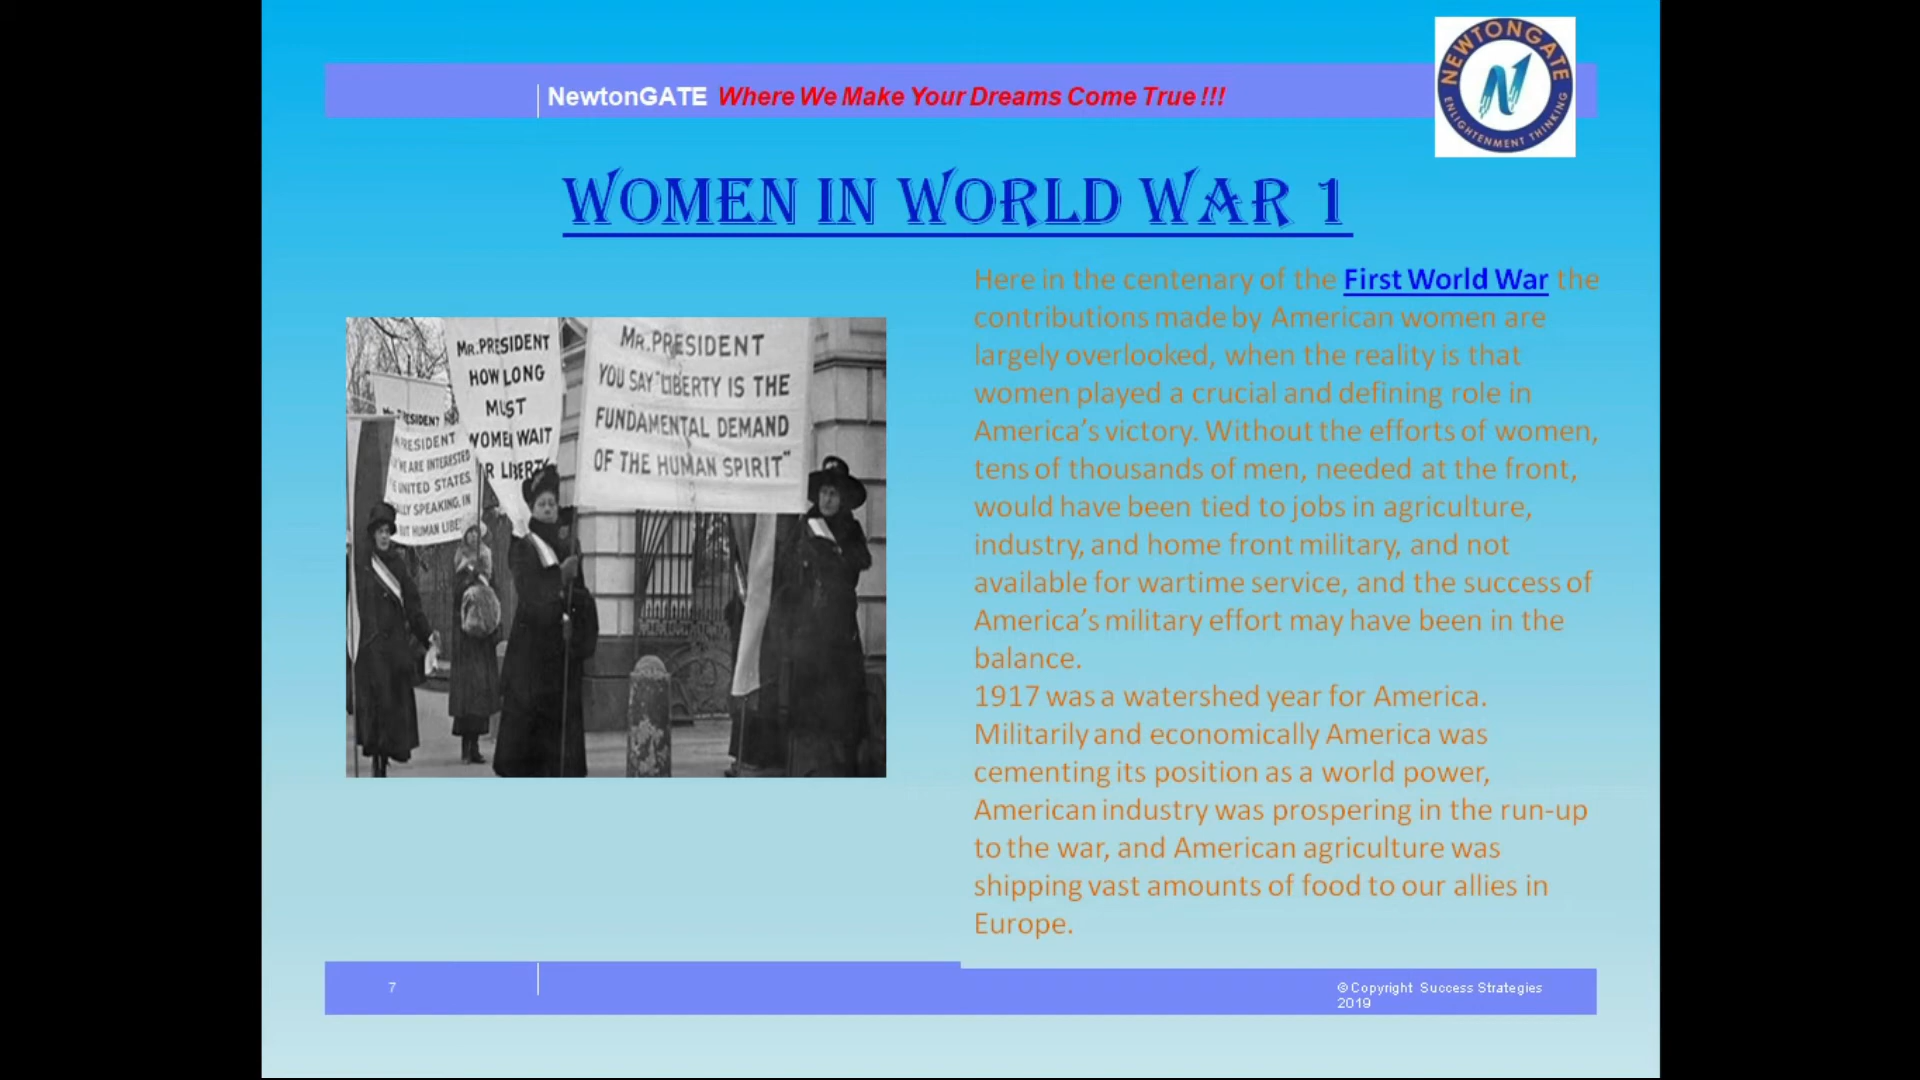 NewtonGATE Where We Make Your Dreams Come True !!!
NEWTONGATE
ENLIGHTENMENT THINKING
WOMEN IN WORLD WAR 1
MR. PRESIDENT
HOW LONG
MUST
WOMEN WAIT
R LIBERTY
MR. PRESIDENT
YOU SAY "LIBERTY IS THE
FUNDAMENTAL DEMAND
OF THE HUMAN SPIRIT"
RESIDENT
ARE INTERESTED
UNITED STATES,
SPEAKING, IN
HUMAN
Here in the centenary of the First World War the
contributions made by American women are
largely overlooked, when the reality is that
women played a crucial and defining role in
America's victory. Without the efforts of women,
tens of thousands of men, needed at the front,
would have been tied to jobs in agriculture,
industry, and home front military, and not
available for wartime service, and the success of
America's military effort may have been in the
balance.
1917 was a watershed year for America.
Militarily and economically America was
cementing its position as a world power,
American industry was prospering in the run-up
to the war, and American agriculture was
shipping vast amounts of food to our allies in
Europe.
7
© Copyright Success Strategies
2019